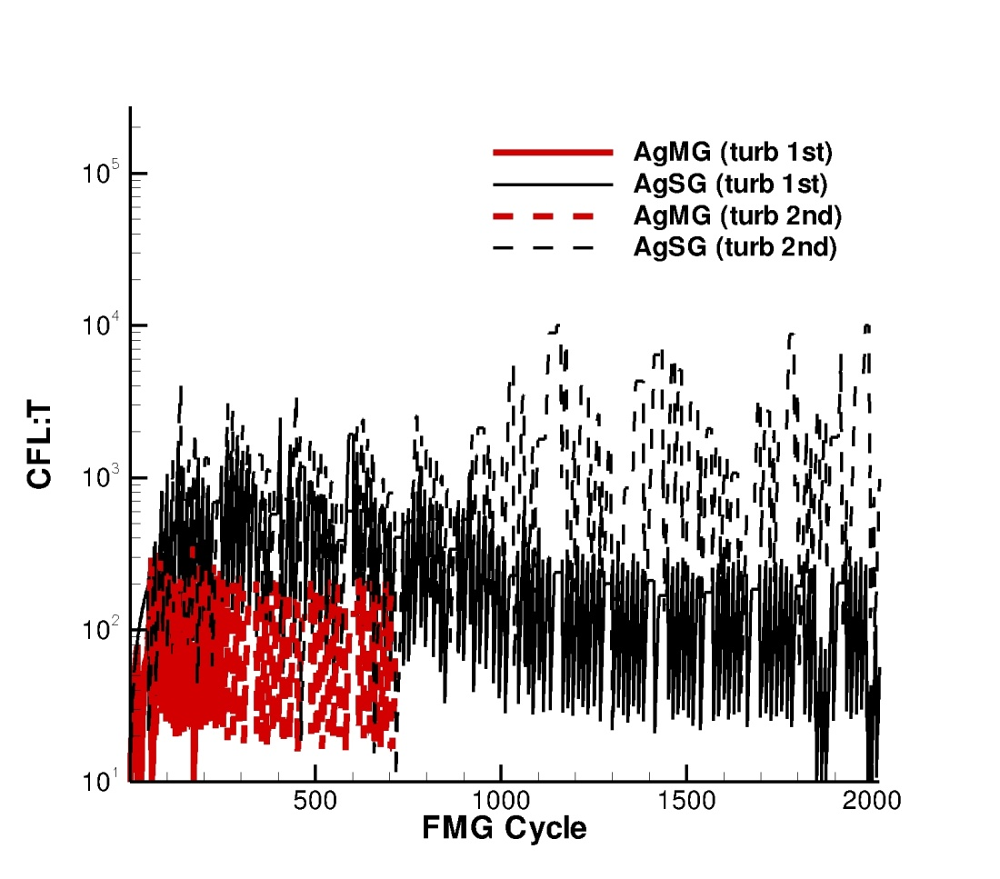 AgMG (turb 1st)
AgSG (turb 1st)
AgMG (turb 2nd)
AgSG (turb 2nd)
10^5
10^4
10^3
10^2
10^1
CFL:T
500 1000 1500 2000
FMG Cycle